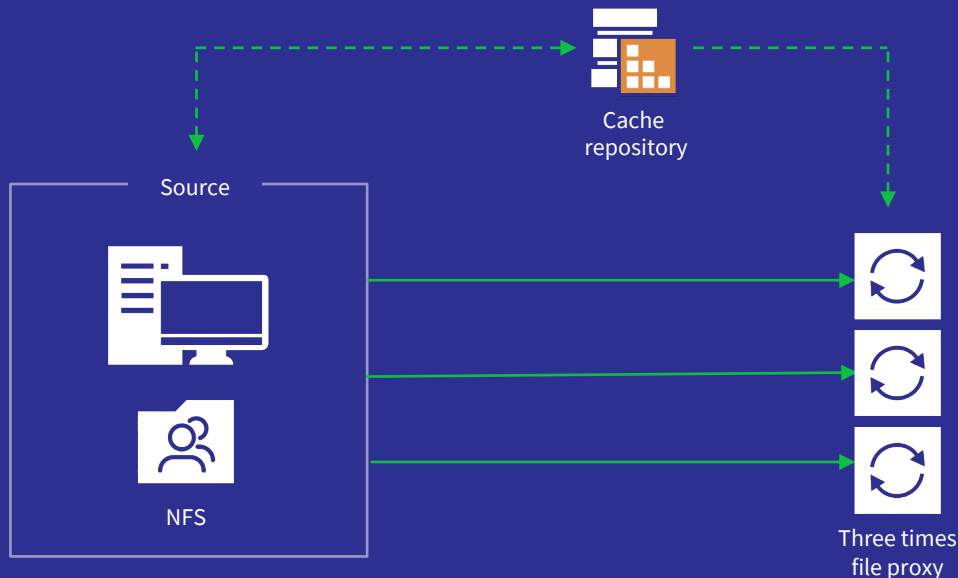 Cache
repository
Source
NFS
Three times
file proxy